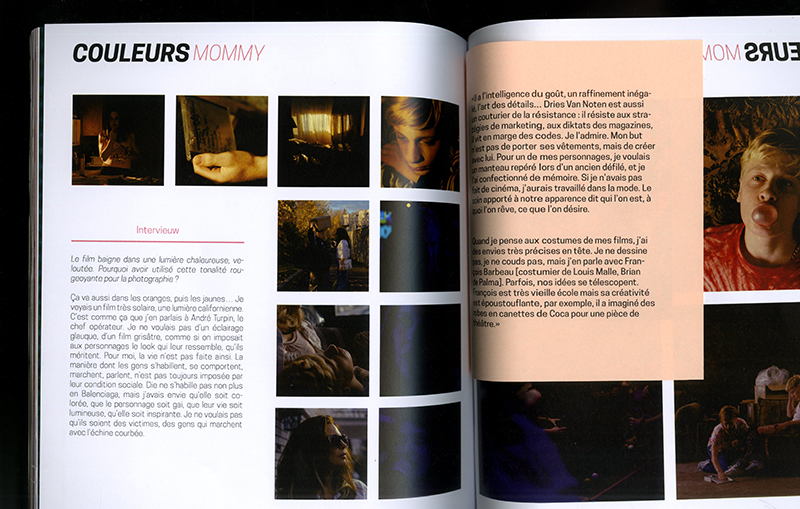 COULEURS MOMMY
Intervieuw
Le film baigne dans une lumière chaleureuse, ve-
loutée. Pourquoi avoir utilisé cette tonalité rou-
geoyante pour la photographie ?
Ça va aussi dans les oranges, puis les jaunes... Je
voyais un film très solaire, une lumière californienne.
C'est comme ça que j'en parlais à André Turpin, le
chef opérateur. Je ne voulais pas d'un éclairage
glauque, d'un film grisâtre, comme si on imposait
aux personnages le look qui leur ressemble, qu'ils
méritent. Pour moi, la vie n'est pas faite ainsi. La
manière dont les gens s'habillent, se comportent,
marchent, parlent, n'est pas toujours imposée par
leur condition sociale. Die ne s'habille pas non plus
en Balenciaga, mais j'avais envie qu'elle soit co-
lorée, que le personnage soit gai, que leur vie soit
lumineuse, qu'elle soit inspirante. Je ne voulais pas
qu'ils soient des victimes, des gens qui marchent
avec l'échine courbée.
«Il a l'intelligence du goût, un raffinement inéga-
lé, l'art des détails... Dries Van Noten est aussi
un couturier de la résistance : il résiste aux stra-
tégies de marketing, aux diktats des magazines,
il vit en marge des codes. Je l'admire. Mon but
n'est pas de porter ses vêtements, mais de créer
avec lui. Pour un de mes personnages, je voulais
un manteau repéré lors d'un ancien défilé, et je
l'ai confectionné de mémoire. Si je n'avais pas
fait de cinéma, j'aurais travaillé dans la mode. Le
soin apporté à notre apparence dit qui l'on est, à
quoi l'on rêve, ce que l'on désire.
Quand je pense aux costumes de mes films, j'ai
des envies très précises en tête. Je ne dessine
pas, je ne couds pas, mais j'en parle avec Fran-
çois Barbeau [costumier de Louis Malle, Brian
de Palma]. Parfois, nos idées se télescopent.
François est très vieille école mais sa créativité
est époustouflante, par exemple, il a imaginé des
robes en canettes de Coca pour une pièce de
théâtre.»